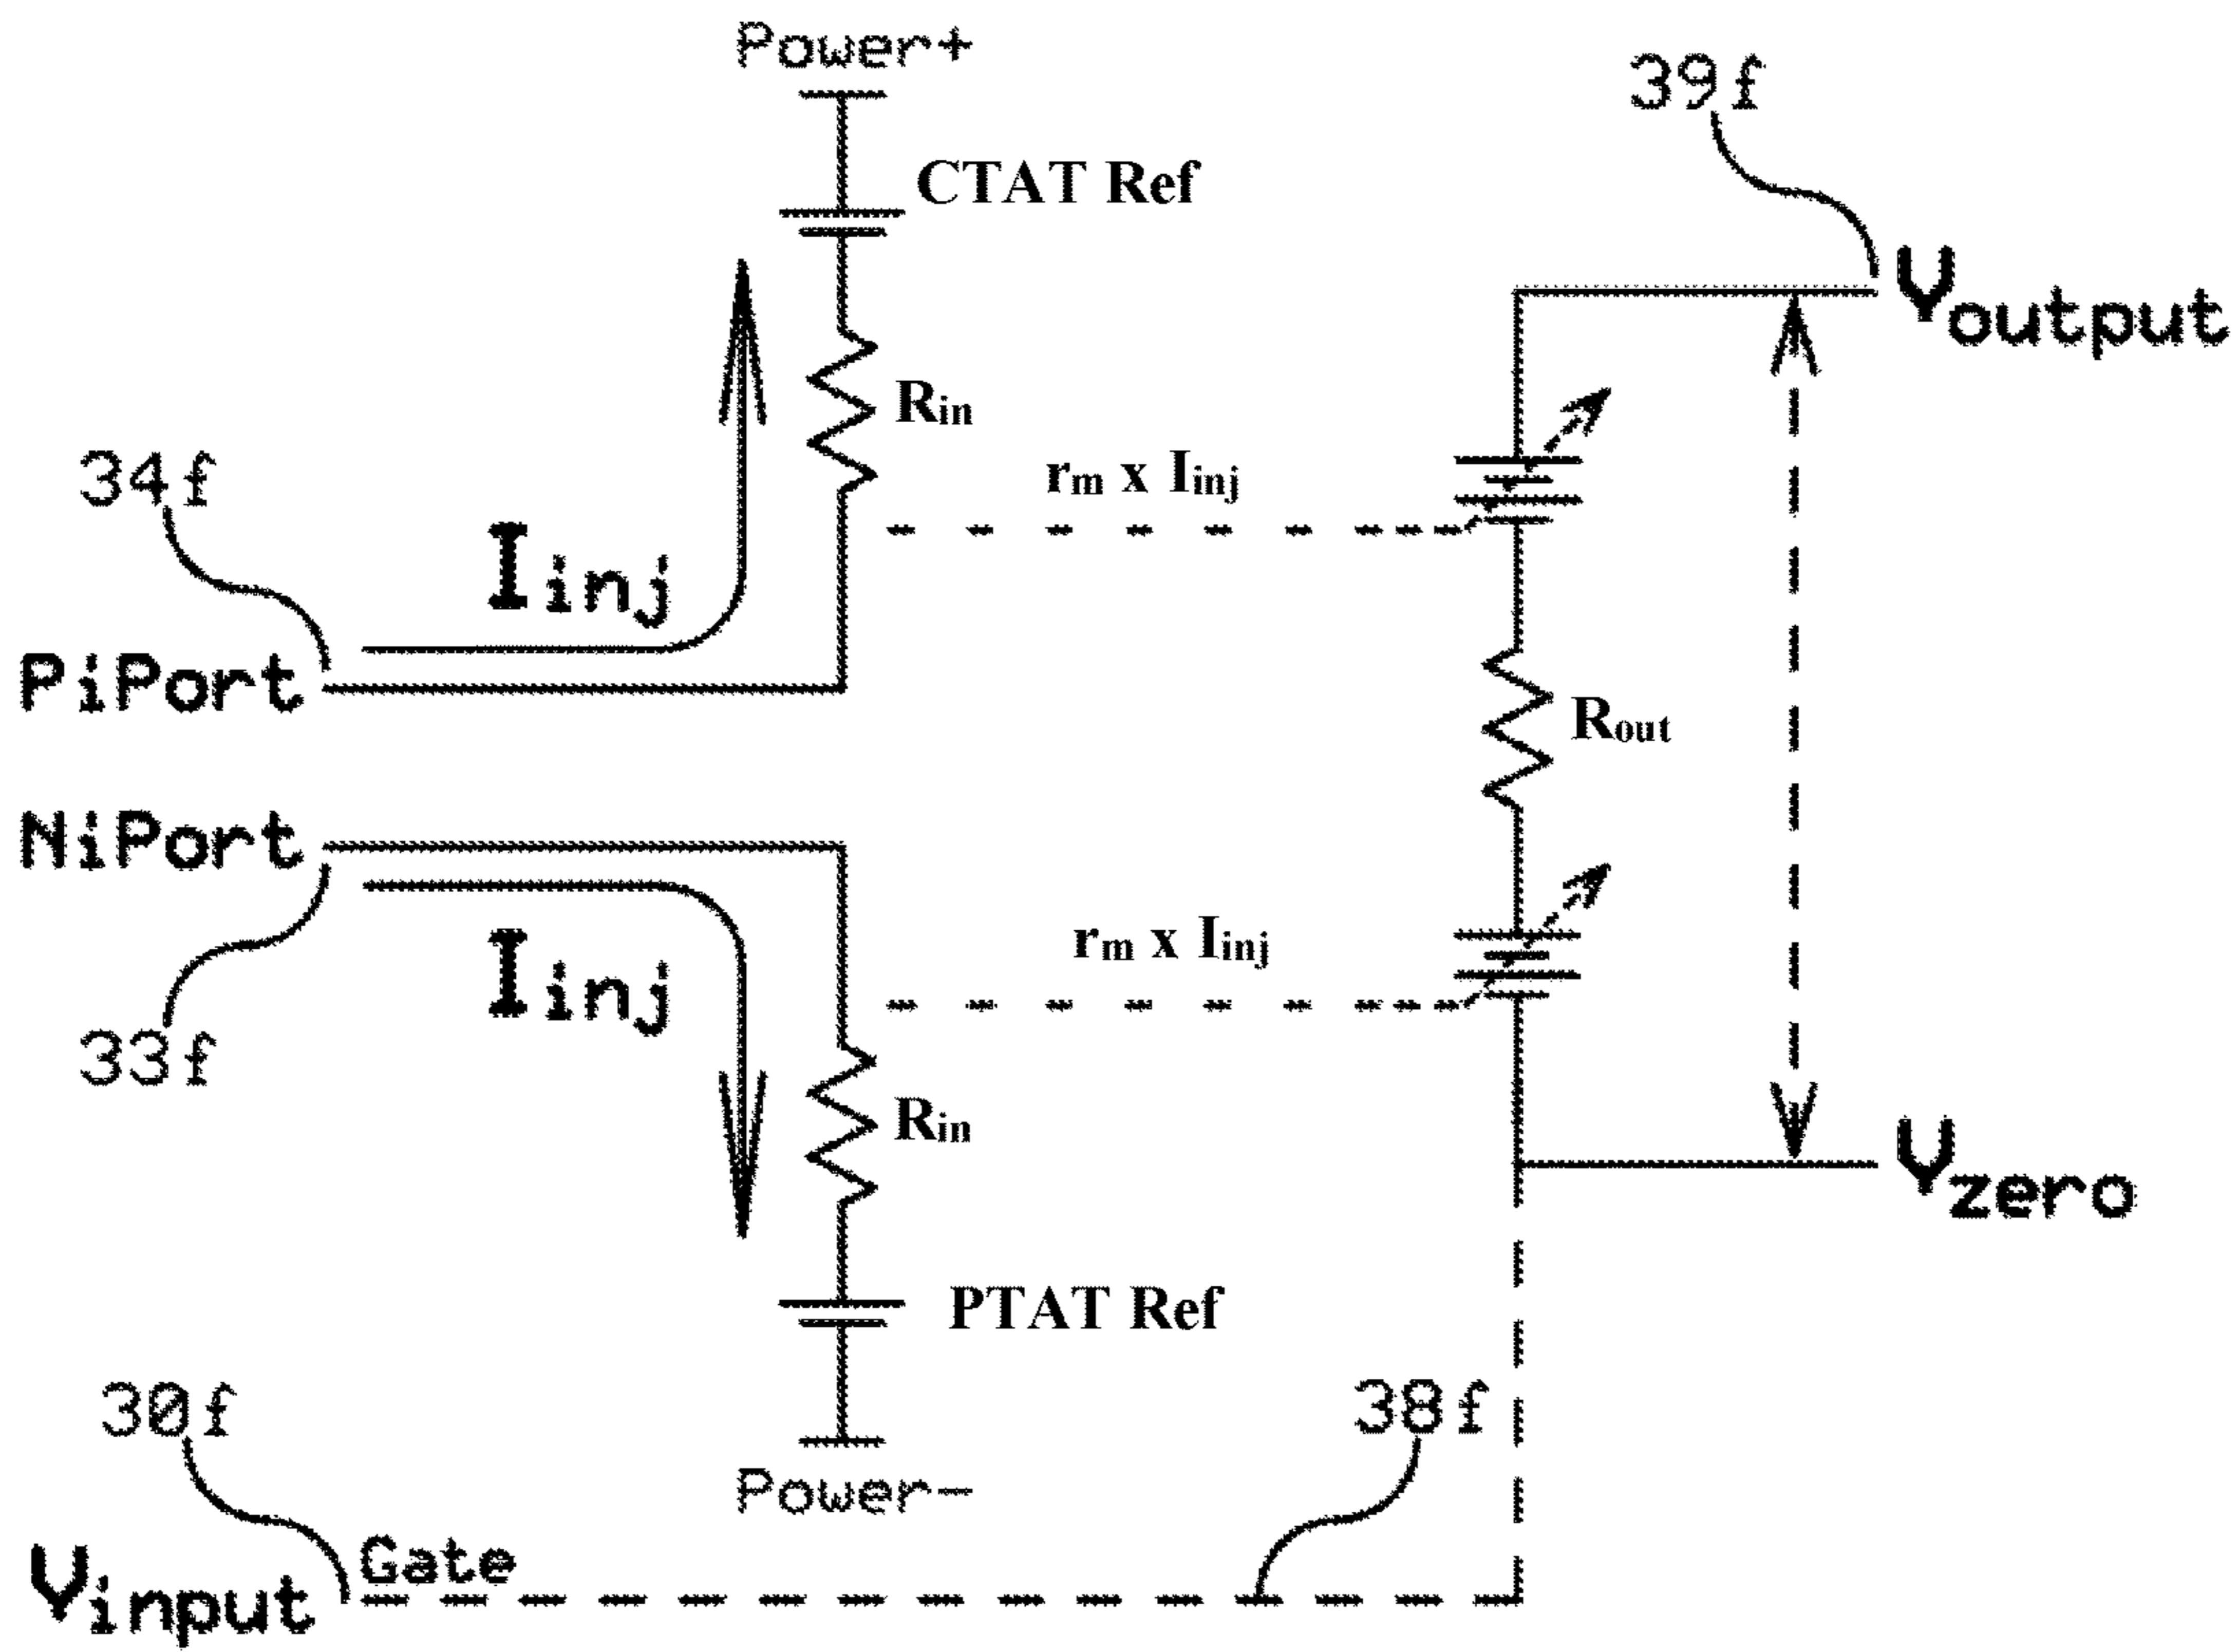 Power+
39f
CTAT Ref
Voutput
Rin
rm x Iinj
34f
Iinj
PiPort
Rout
NiPort
rm x Iinj
Iinj
33f
Rin
Vzero
PTAT Ref
30f
38f
Power-
Gate
Vinput